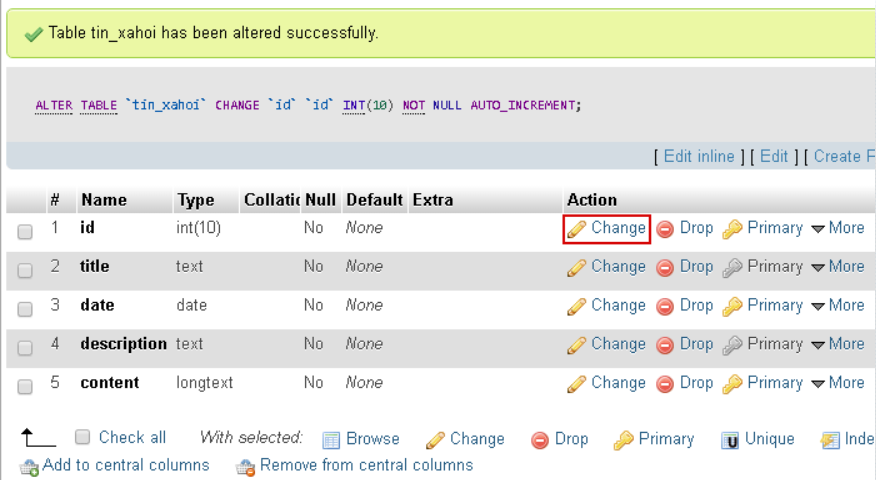 Table tin_xahoi has been altered successfully.
ALTER TABLE `tin_xahoi` CHANGE `id` `id` INT(10) NOT NULL AUTO_INCREMENT;
[ Edit inline ] [ Edit ] [ Create
# Name Type Null Default Extra Action
1 id int(10) No None Change Drop Primary More
2 title text No None Change Drop Primary More
3 date date No None Change Drop Primary More
4 description text No None Change Drop Primary More
5 content longtext No None Change Drop Primary More
Check all With selected: Browse Change Drop Primary Unique
Add to central columns Remove from central columns